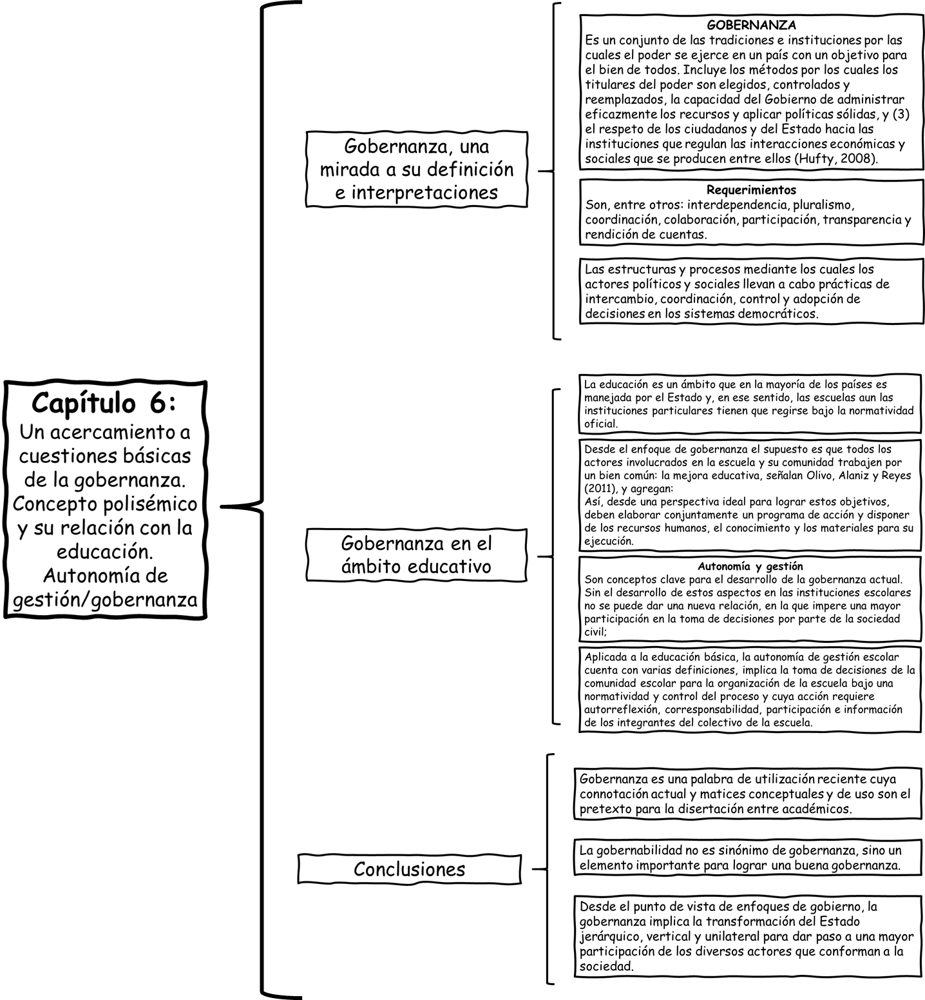 Capítulo 6:
Un acercamiento a
cuestiones básicas
de la gobernanza.
Concepto polisémico
y su relación con la
educación.
Autonomía de
gestión/gobernanza
Gobernanza, una
mirada a su definición
e interpretaciones
GOBERNANZA
Es un conjunto de las tradiciones e instituciones por las
cuales el poder se ejerce en un país con un objetivo para
el bien de todos. Incluye los métodos por los cuales los
titulares del poder son elegidos, controlados y
reemplazados, la capacidad del Gobierno de administrar
eficazmente los recursos y aplicar políticas sólidas, y (3)
el respeto de los ciudadanos y del Estado hacia las
instituciones que regulan las interacciones económicas y
sociales que se producen entre ellos (Hufty, 2008).
Requerimientos
Son, entre otros: interdependencia, pluralismo,
coordinación, colaboración, participación, transparencia y
rendición de cuentas.
Las estructuras y procesos mediante los cuales los
actores políticos y sociales llevan a cabo prácticas de
intercambio, coordinación, control y adopción de
decisiones en los sistemas democráticos.
Gobernanza en el
ámbito educativo
La educación es un ámbito que en la mayoría de los países es
manejada por el Estado y, en ese sentido, las escuelas aun las
instituciones particulares tienen que regirse bajo la normatividad
oficial.
Desde el enfoque de gobernanza el supuesto es que todos los
actores involucrados en la escuela y su comunidad trabajen por
un bien común: la mejora educativa, señalan Olivo, Alaniz y Reyes
(2011), y agregan:
Así, desde una perspectiva ideal para lograr estos objetivos,
deben elaborar conjuntamente un programa de acción y disponer
de los recursos humanos, el conocimiento y los materiales para su
ejecución.
Autonomía y gestión
Son conceptos clave para el desarrollo de la gobernanza actual.
Sin el desarrollo de estos aspectos en las instituciones escolares
no se puede dar una nueva relación, en la que impere una mayor
participación en la toma de decisiones por parte de la sociedad
civil;
Aplicada a la educación básica, la autonomía de gestión escolar
cuenta con varias definiciones, implica la toma de decisiones de la
comunidad escolar para la organización de la escuela bajo una
normatividad y control del proceso y cuya acción requiere
autorreflexión, corresponsabilidad, participación e información
de los integrantes del colectivo de la escuela.
Conclusiones
Gobernanza es una palabra de utilización reciente cuya
connotación actual y matices conceptuales y de uso son el
pretexto para la disertación entre académicos.
La gobernabilidad no es sinónimo de gobernanza, sino un
elemento importante para lograr una buena gobernanza.
Desde el punto de vista de enfoques de gobierno, la
gobernanza implica la transformación del Estado
jerárquico, vertical y unilateral para dar paso a una mayor
participación de los diversos actores que conforman a la
sociedad.